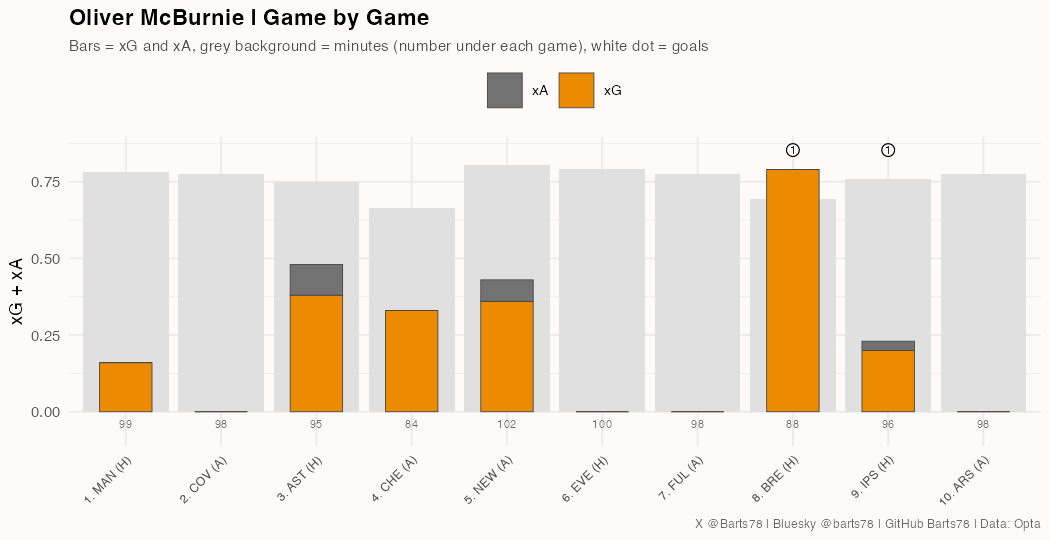 Oliver McBurnie | Game by Game
Bars = xG and xA, grey background = minutes (number under each game), white dot = goals
xA
xG
xG + xA
0.75
0.50
0.25
0.00
1
1
99
98
95
84
102
100
98
88
96
98
1. MAN (H)
2. COV (A)
3. AST (H)
4. CHE (A)
5. NEW (A)
6. EVE (H)
7. FUL (A)
8. BRE (H)
9. IPS (H)
10. ARS (A)
X @Barts78 | Bluesky @barts78 | GitHub Barts78 | Data: Opta